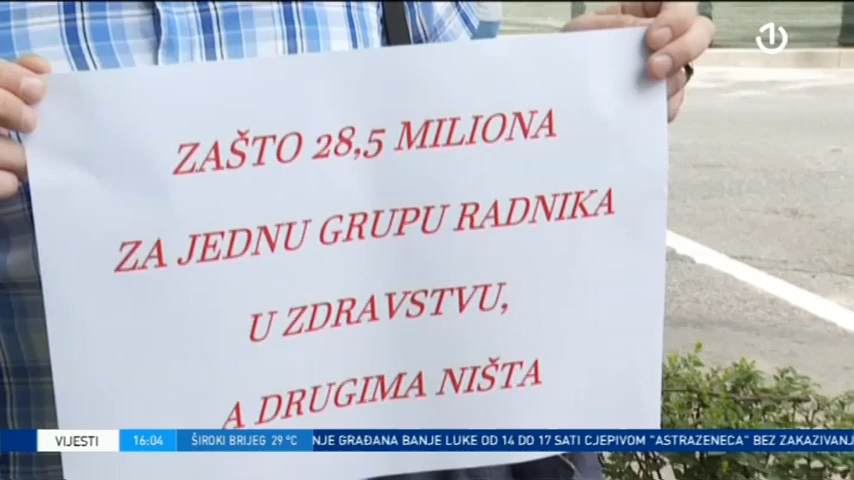 ZAŠTO 28,5 MILIONA
ZA JEDNU GRUPU RADNIKA
U ZDRAVSTVU,
A DRUGIMA NIŠTA
VIJESTI 16:04 ŠIROKI BRIJEG 29 °C NJE GRAĐANA BANJE LUKE OD 14 DO 17 SATI CJEPIVOM "ASTRAZENECA" BEZ ZAKAZIVANJ